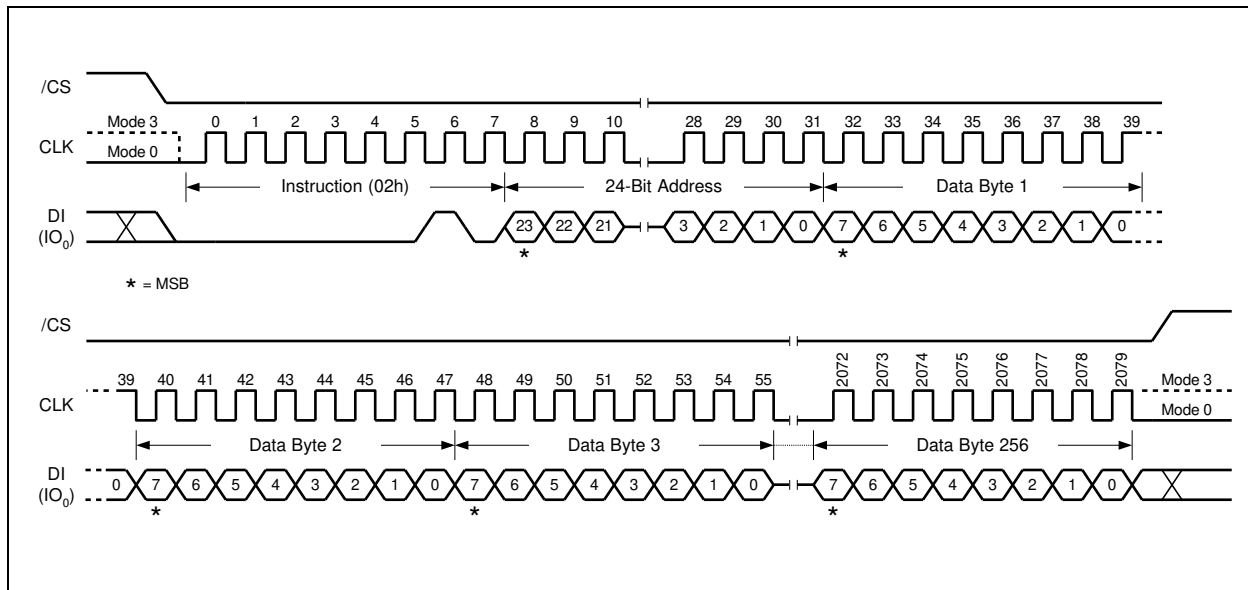 /CS
Mode 3 0 1 2 3 4 5 6 7 8 9 10 28 29 30 31 32 33 34 35 36 37 38 39
CLK Mode 0
Instruction (02h) 24-Bit Address Data Byte 1
DI
(IO0) 23 22 21 3 2 1 0 7 6 5 4 3 2 1 0
* *
* = MSB
/CS
39 40 41 42 43 44 45 46 47 48 49 50 51 52 53 54 55 2072 2073 2074 2075 2076 2077 2078 2079 Mode 3
CLK Mode 0
Data Byte 2 Data Byte 3 Data Byte 256
DI
(IO0) 0 7 6 5 4 3 2 1 0 7 6 5 4 3 2 1 0 7 6 5 4 3 2 1 0
* * *